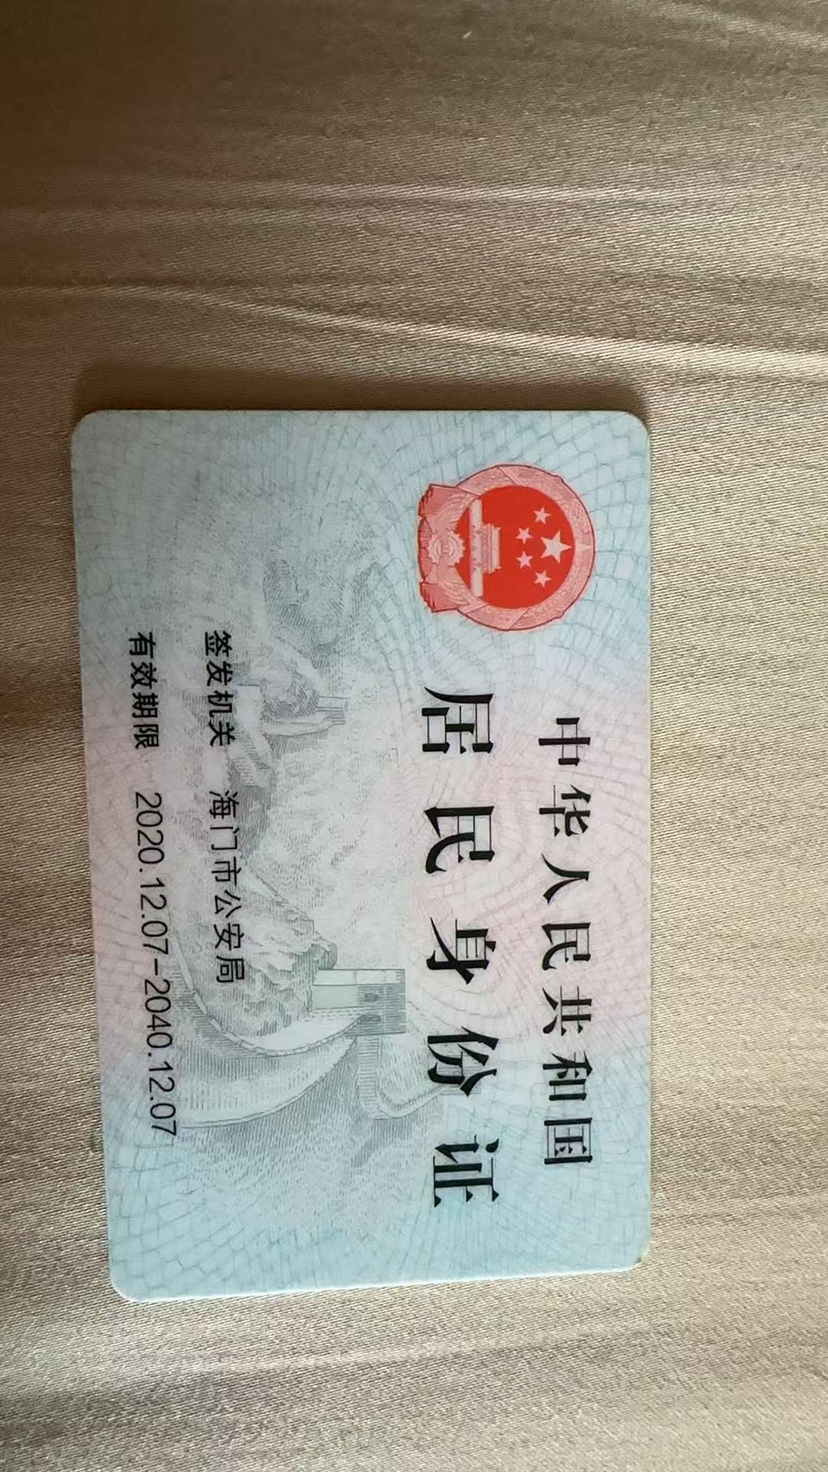 中华人民共和国
居民身份证
签发机关 海门市公安局
有效期限 2020.12.07-2040.12.07